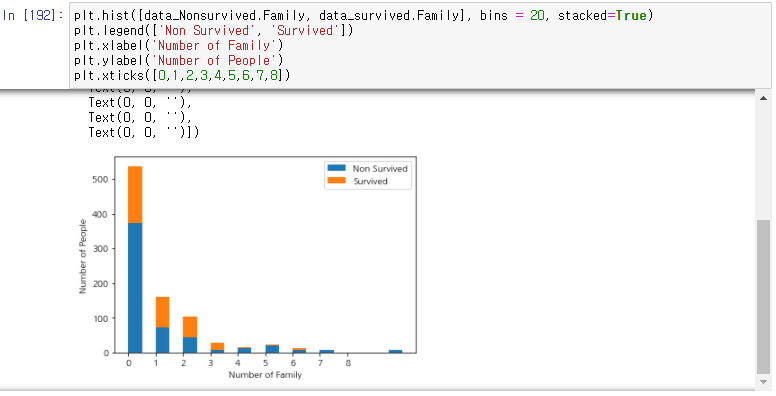 In [192]: plt.hist([data_Nonsurvived.Family, data_survived.Family], bins = 20, stacked=True)
plt.legend(['Non Survived', 'Survived'])
plt.xlabel('Number of Family')
plt.ylabel('Number of People')
plt.xticks([0,1,2,3,4,5,6,7,8])
Text(0, 0, ''),
Text(0, 0, ''),
Text(0, 0, '')])
Non Survived
Survived
Number of People
500
400
300
200
100
0
0 1 2 3 4 5 6 7 8
Number of Family